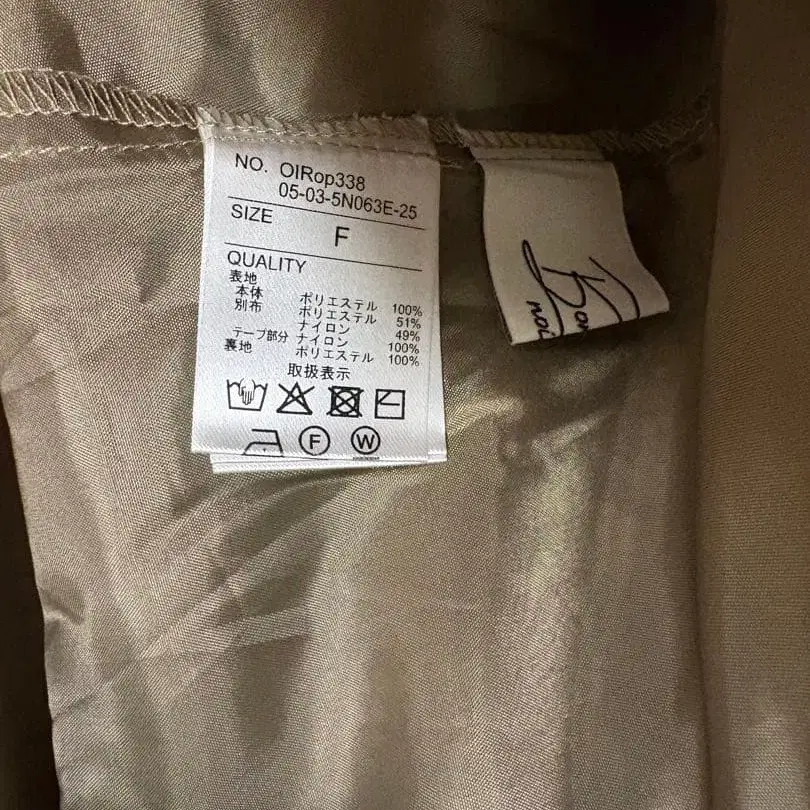 NO. OIRop338
05-03-5N063E-25
SIZE
F
QUALITY
表地
本体 ポリエステル 100%
別布 ポリエステル 51%
ナイロン 49%
テープ部分 ナイロン 100%
裏地 ポリエステル 100%
取扱表示
F W